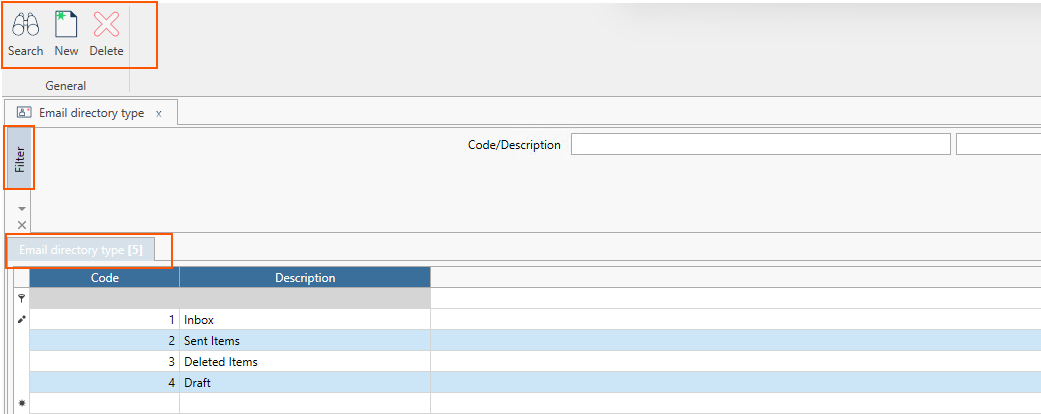 Search New Delete
General
Email directory type x
Filter
Code/Description
Email directory type [5]
Code Description
1 Inbox
2 Sent Items
3 Deleted Items
4 Draft